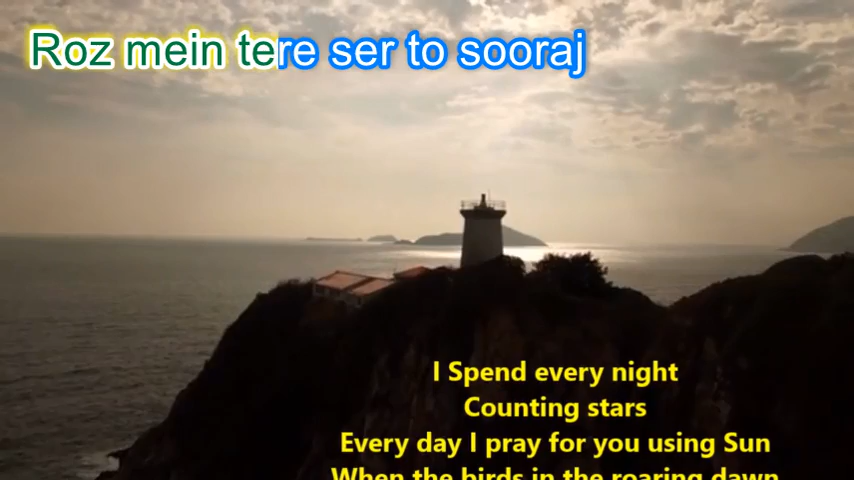 Roz mein tere ser to sooraj
I Spend every night
Counting stars
Every day I pray for you using Sun
When the birds in the roaring dawn